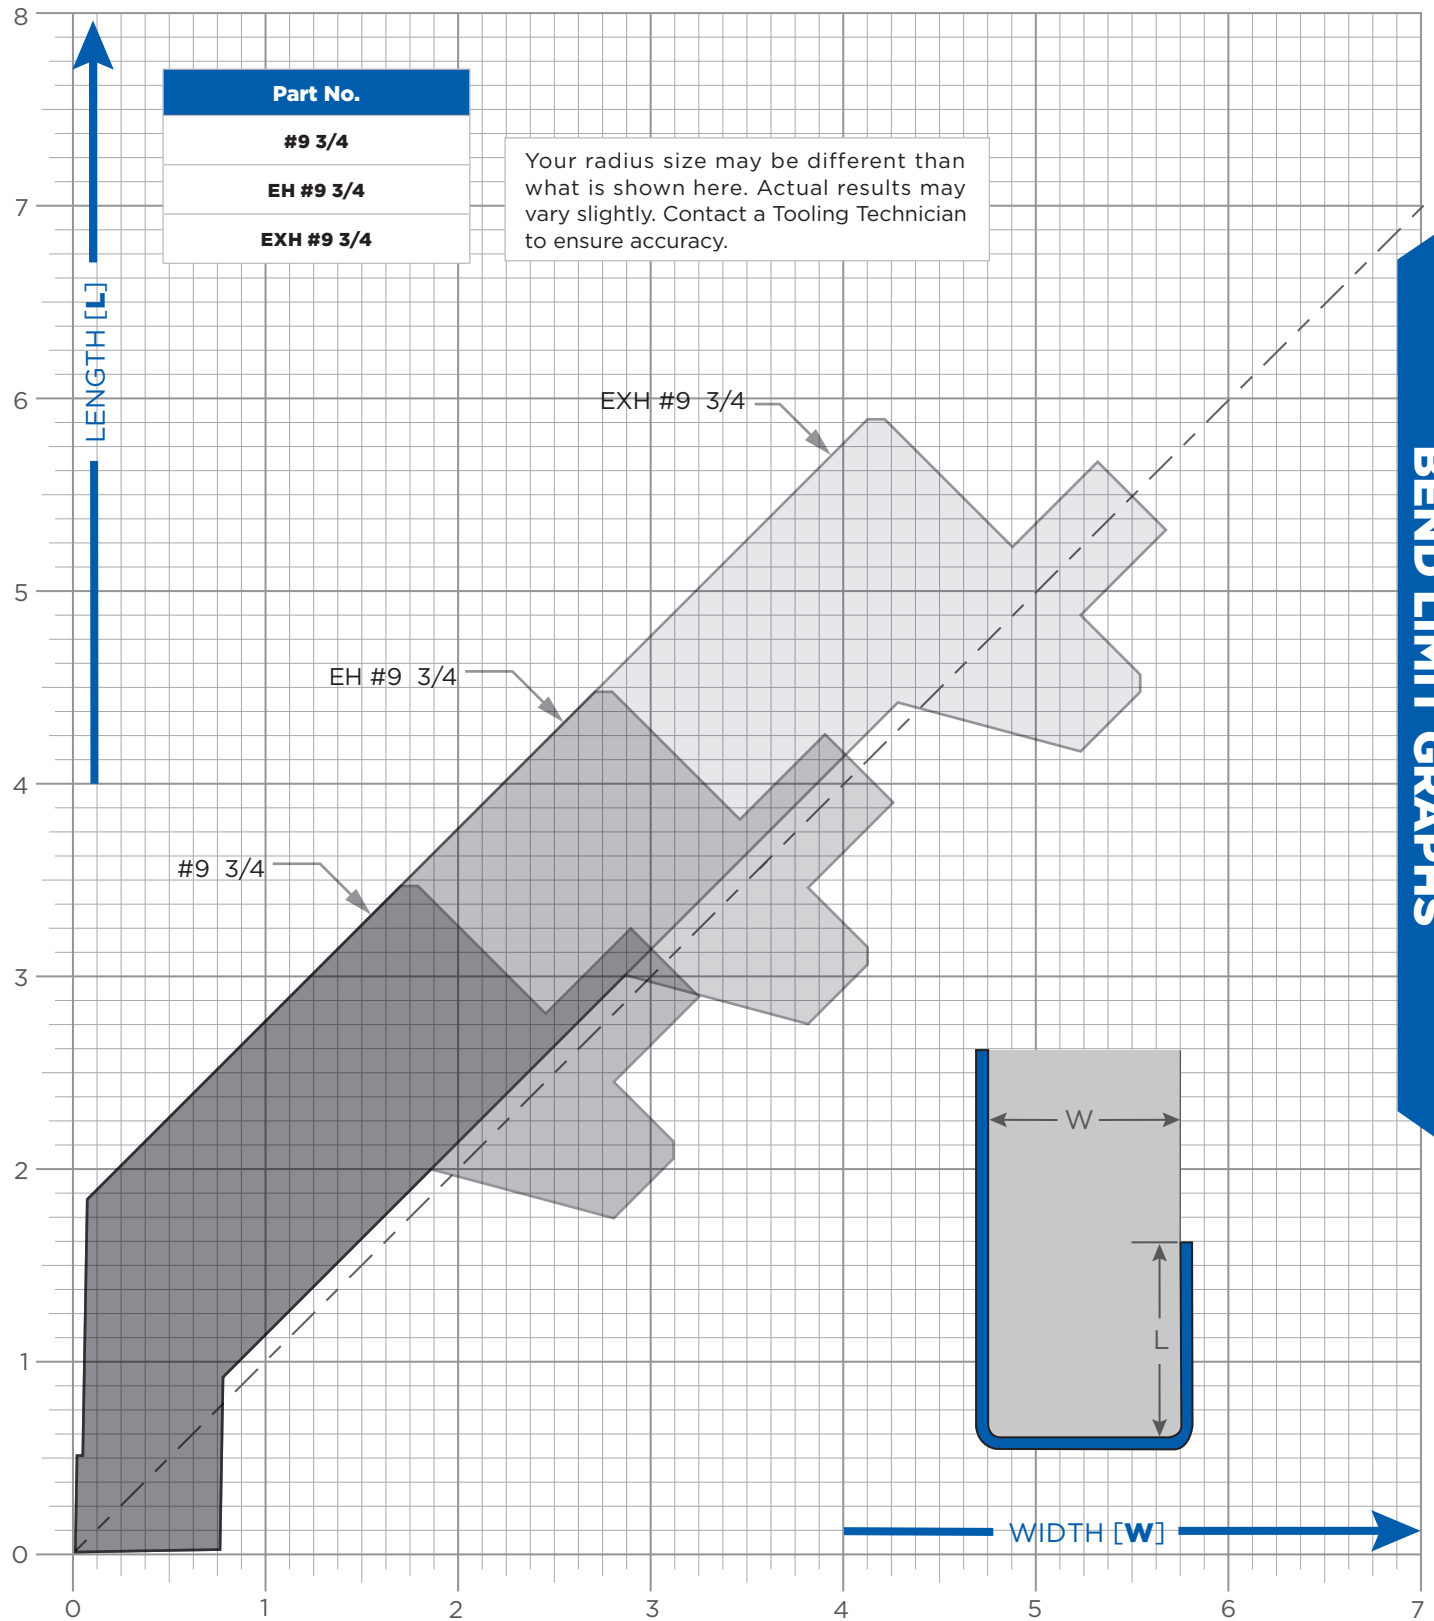 8
7
6
5
4
3
2
1
0
LENGTH [L]
Part No.
#9 3/4
EH #9 3/4
EXH #9 3/4
Your radius size may be different than
what is shown here. Actual results may
vary slightly. Contact a Tooling Technician
to ensure accuracy.
EXH #9 3/4
EH #9 3/4
#9 3/4
BEND LIMIT GRAPHS
W
L
WIDTH [W]
0 1 2 3 4 5 6 7